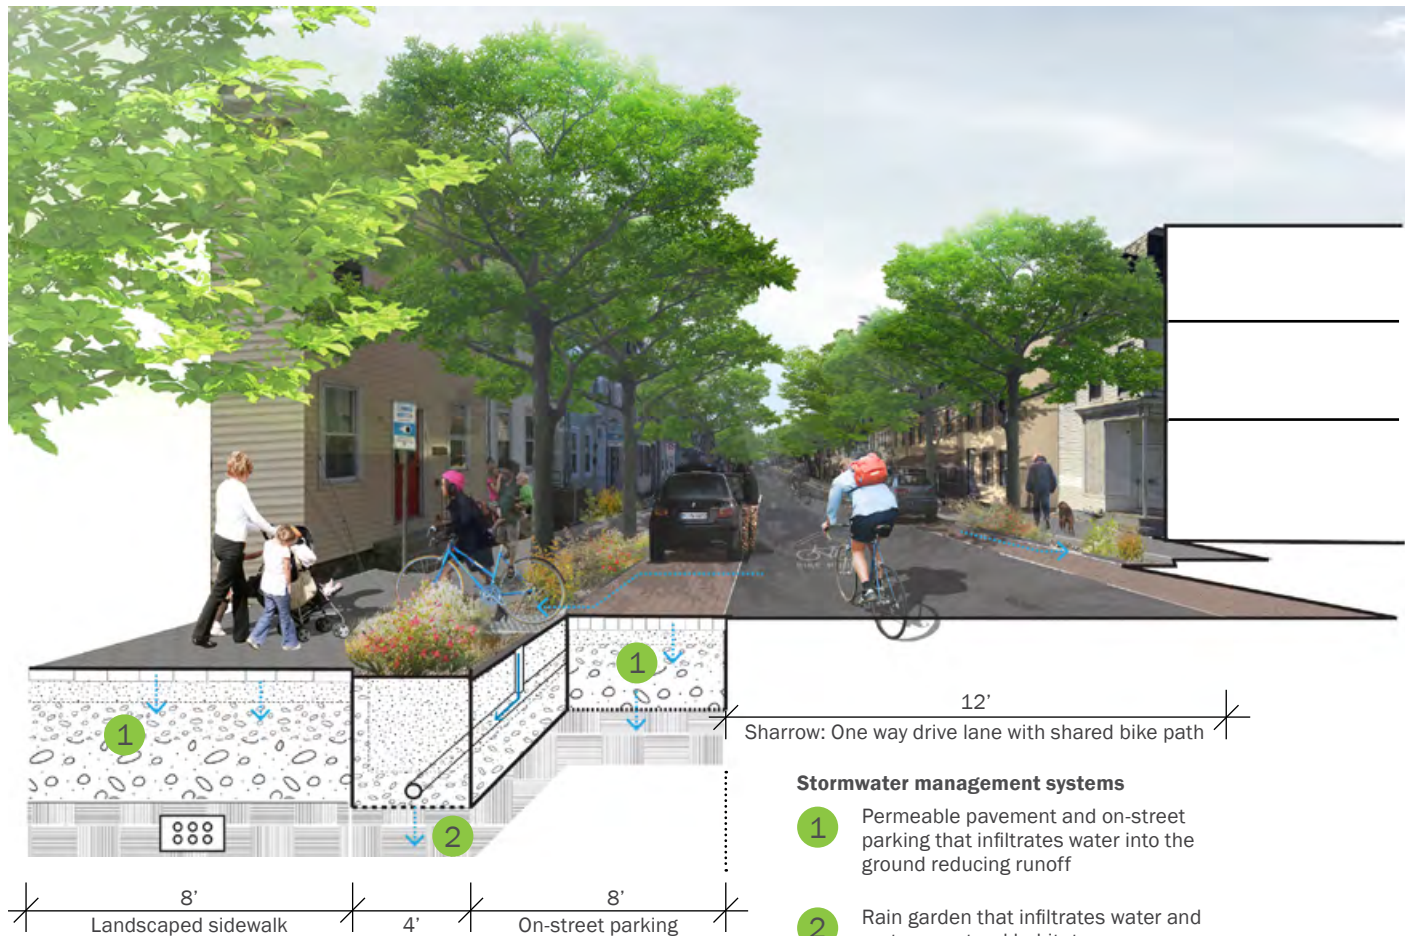 1
1
2
12’
Sharrow: One way drive lane with shared bike path
Stormwater management systems
1
Permeable pavement and on-street
parking that infiltrates water into the
ground reducing runoff
2
Rain garden that infiltrates water and
8’
Landscaped sidewalk
4’
8’
On-street parking